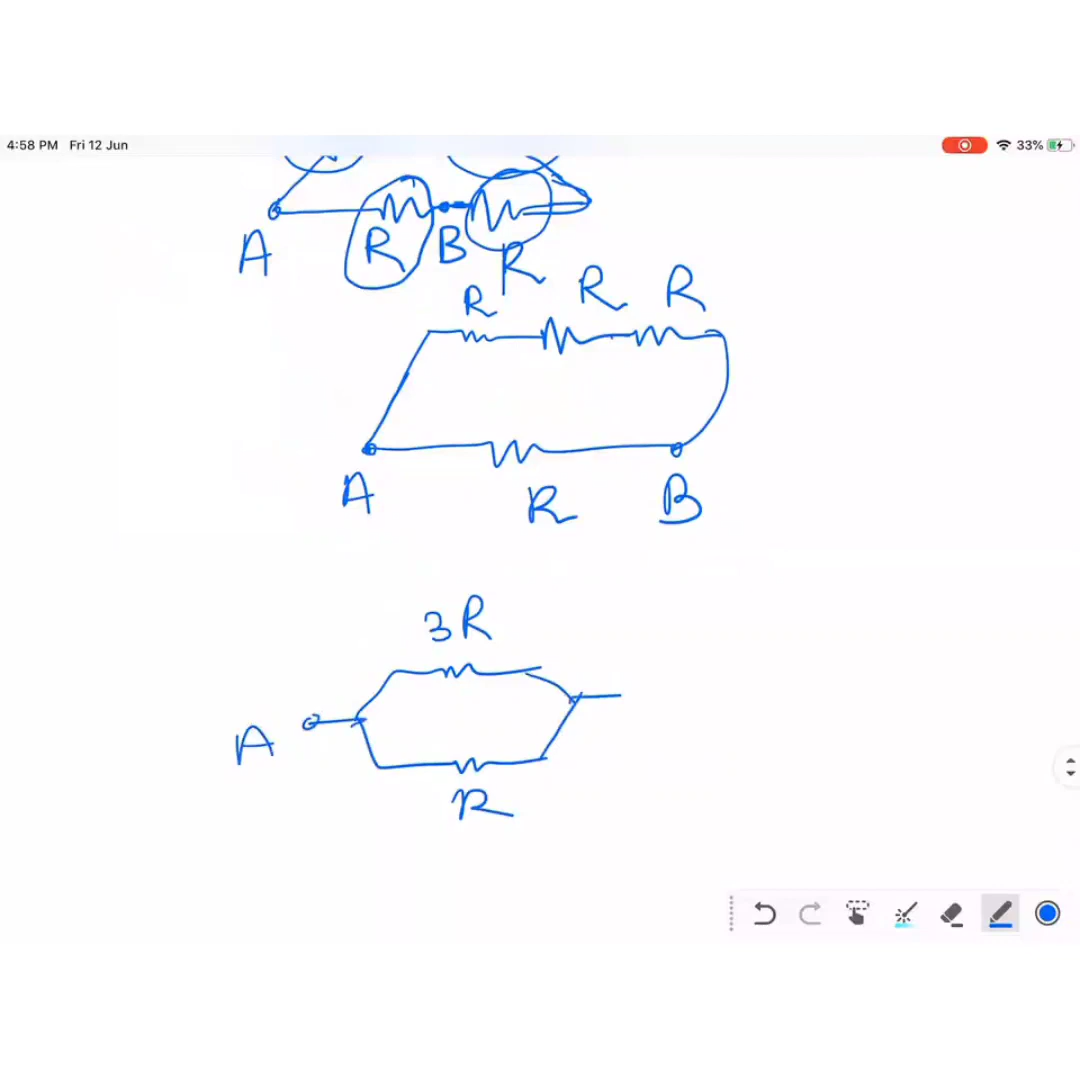 4:58 PM Fri 12 Jun
33%
A R B R
R R R
A R B
3R
A
R